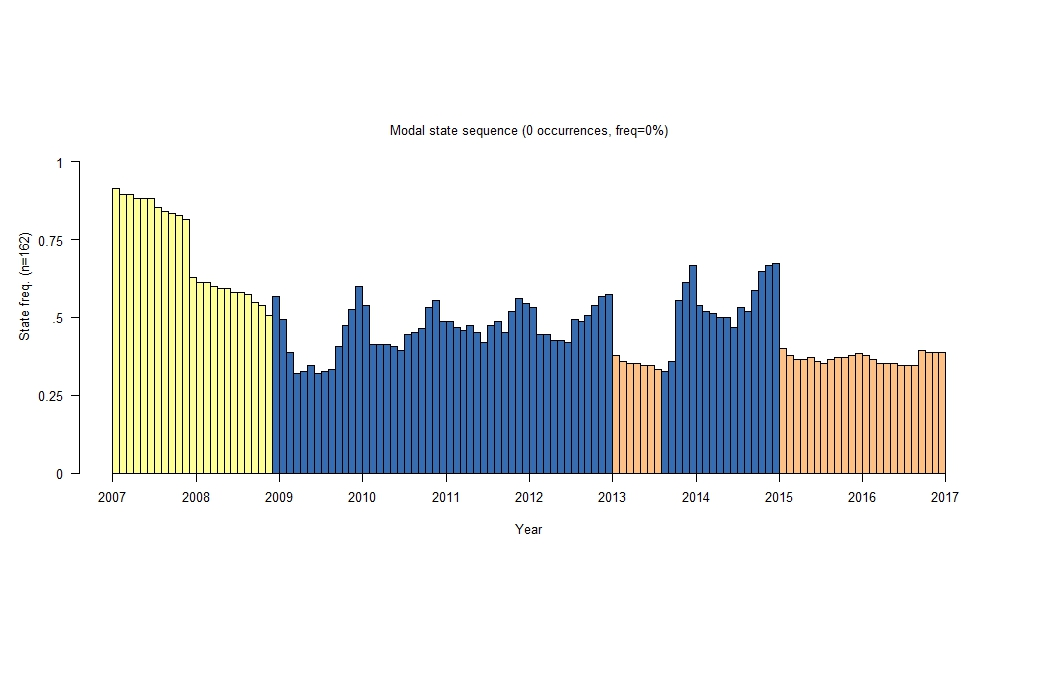 Modal state sequence (0 occurrences, freq=0%)
State freq. (n=162)
1
0.75
.5
0.25
0
2007 2008 2009 2010 2011 2012 2013 2014 2015 2016 2017
Year